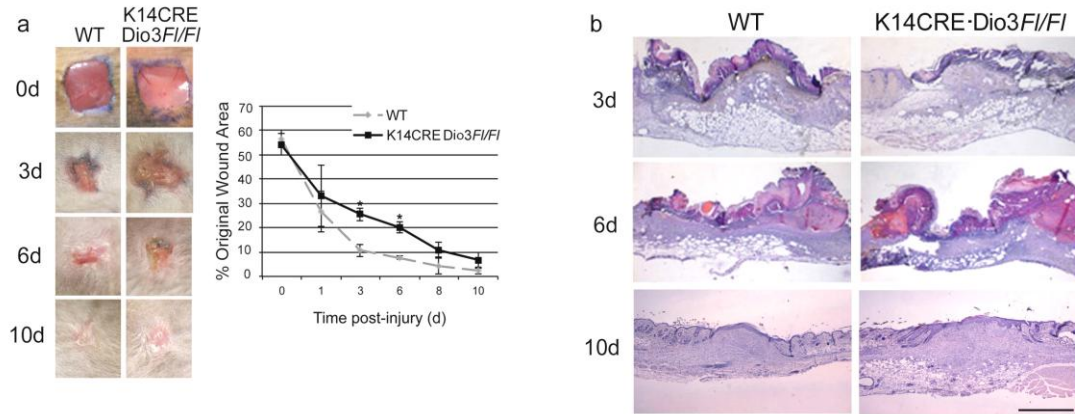 a
WT
K14CRE
Dio3Fl/Fl
0d
3d
6d
10d
% Original Wound Area
70
60
50
40
30
20
10
0
WT
K14CRE Dio3Fl/Fl
*
*
0 1 3 6 8 10
Time post-injury (d)
b
WT
K14CRE·Dio3Fl/Fl
3d
6d
10d